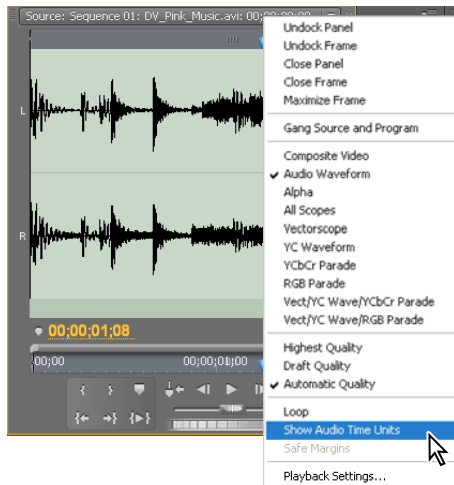 Source: Sequence 01: DV_Pink_Music.avi: 00;00;00;00
Undock Panel
Undock Frame
Close Panel
Close Frame
Maximize Frame
Gang Source and Program
Composite Video
Audio Waveform
Alpha
All Scopes
Vectorscope
YC Waveform
YCbCr Parade
RGB Parade
Vect/YC Wave/YCbCr Parade
Vect/YC Wave/RGB Parade
Highest Quality
Draft Quality
Automatic Quality
Loop
Show Audio Time Units
Safe Margins
Playback Settings...
L
R
00;00;01;08
;00;00
00;00;01;00